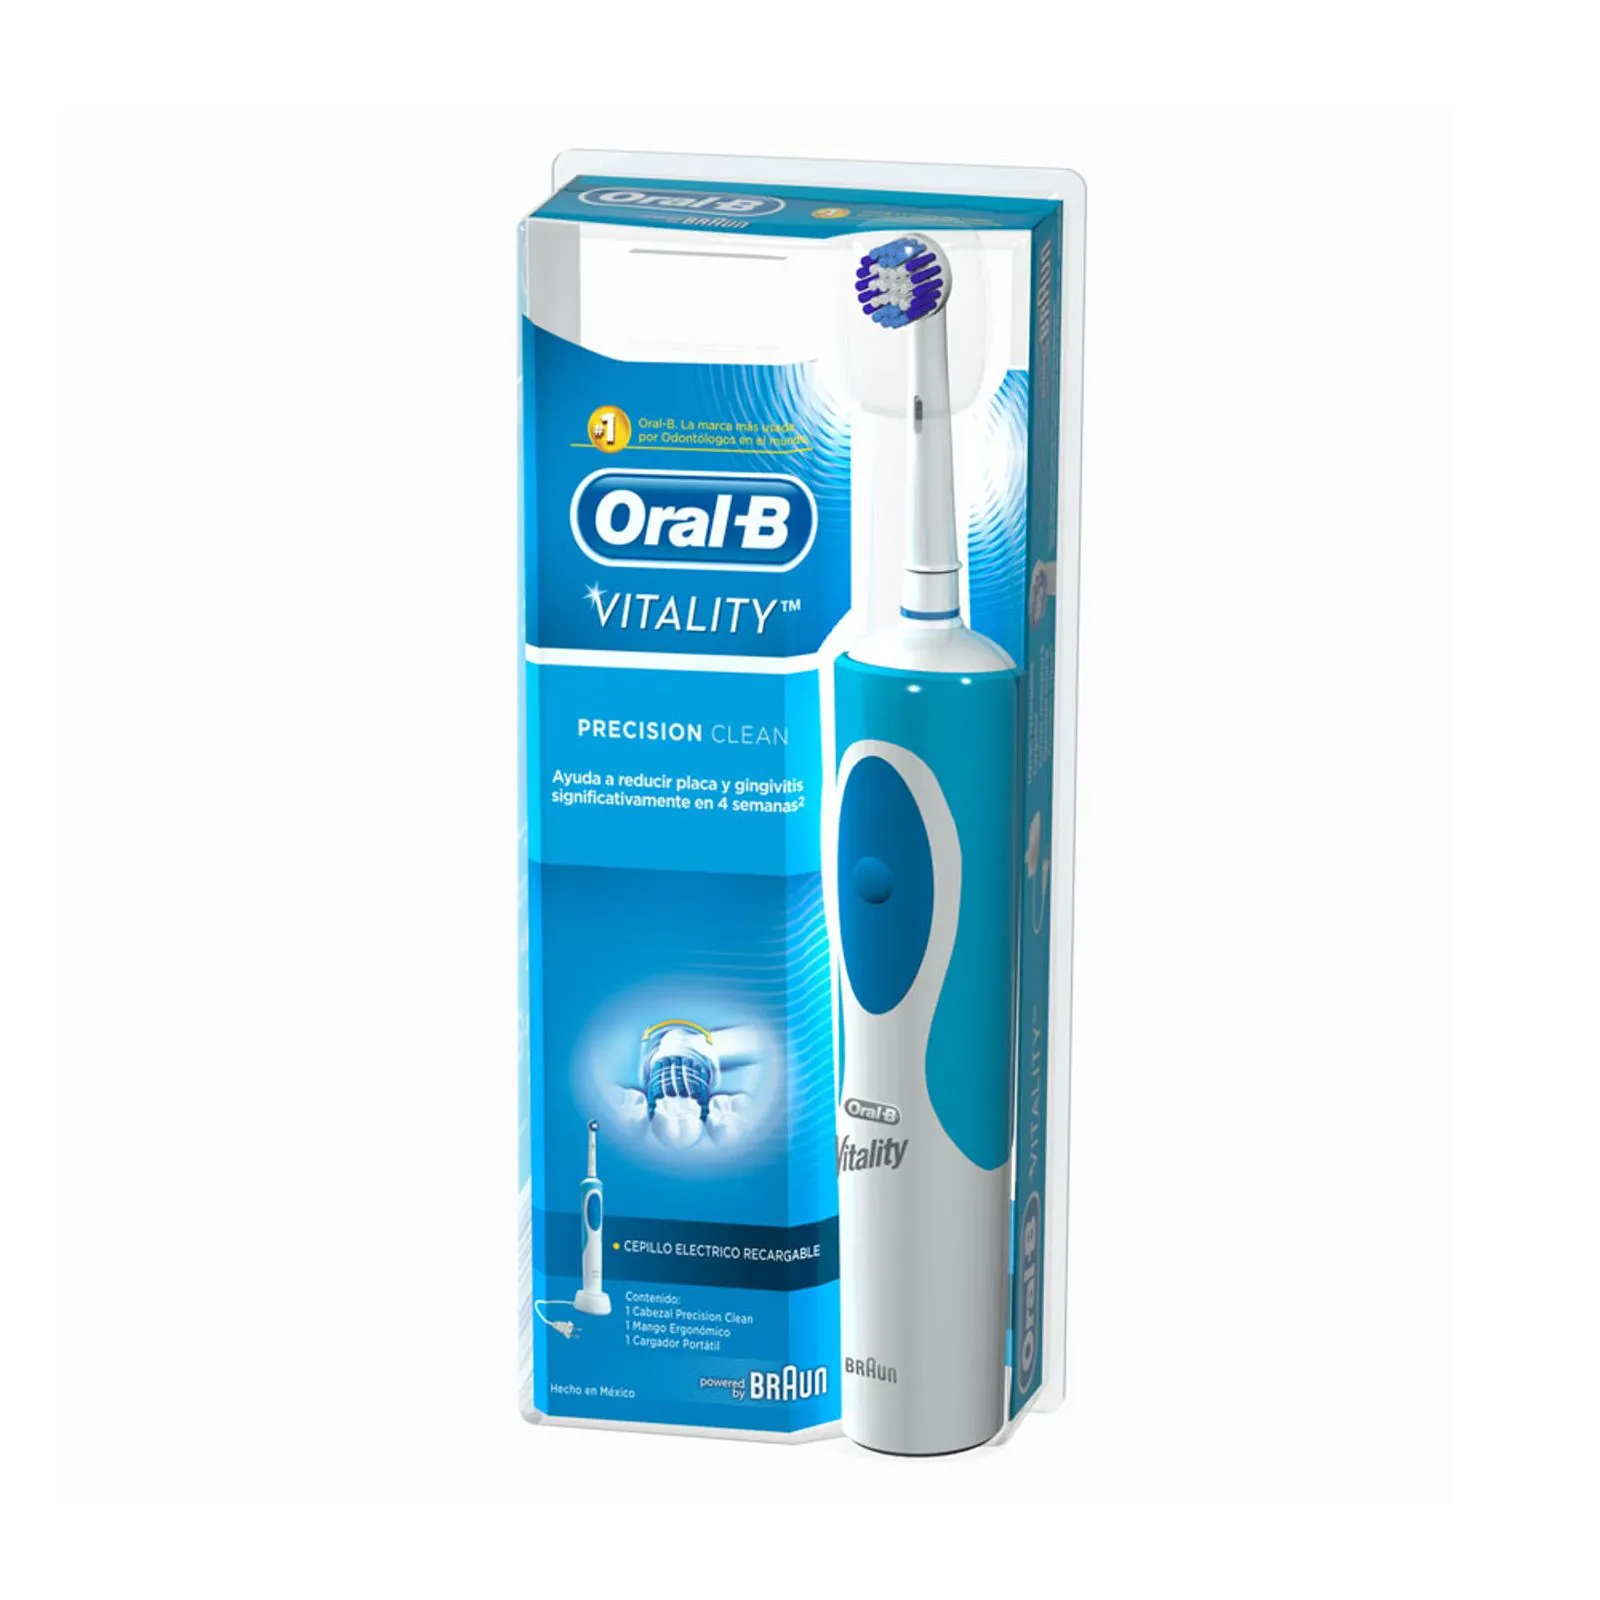 Oral-B
BRAUN
#1
Oral-B. La marca más usada
por Odontólogos en el mundo
Oral-B
VITALITY™
PRECISION CLEAN
Ayuda a reducir placa y gingivitis
significativamente en 4 semanas²
CEPILLO ELECTRICO RECARGABLE
Contenido:
1 Cabezal Precision Clean
1 Mango Ergonómico
1 Cargador Portátil
Hecho en México
powered
by BRAUN
Oral-B
Vitality
BRAUN
BRAUN
Oral-B VITALITY™